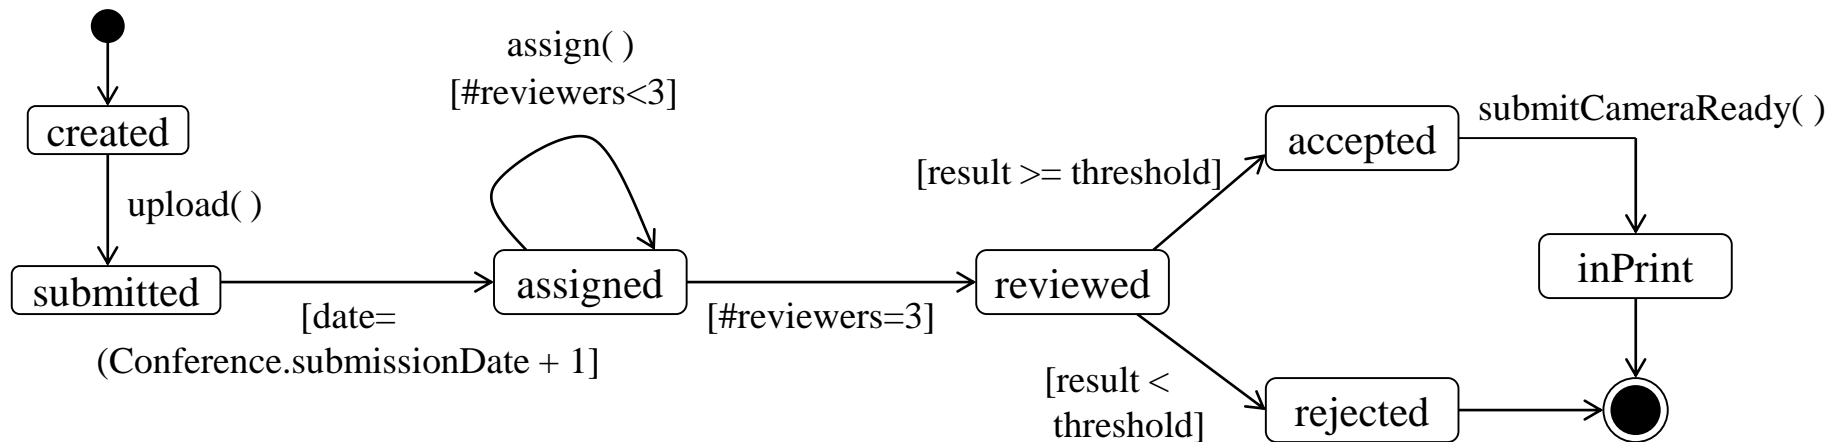 created
upload( )
submitted
[date=
(Conference.submissionDate + 1]
assign( )
[#reviewers<3]
assigned
[#reviewers=3]
reviewed
[result >= threshold]
accepted
submitCameraReady( )
inPrint
[result <
threshold]
rejected